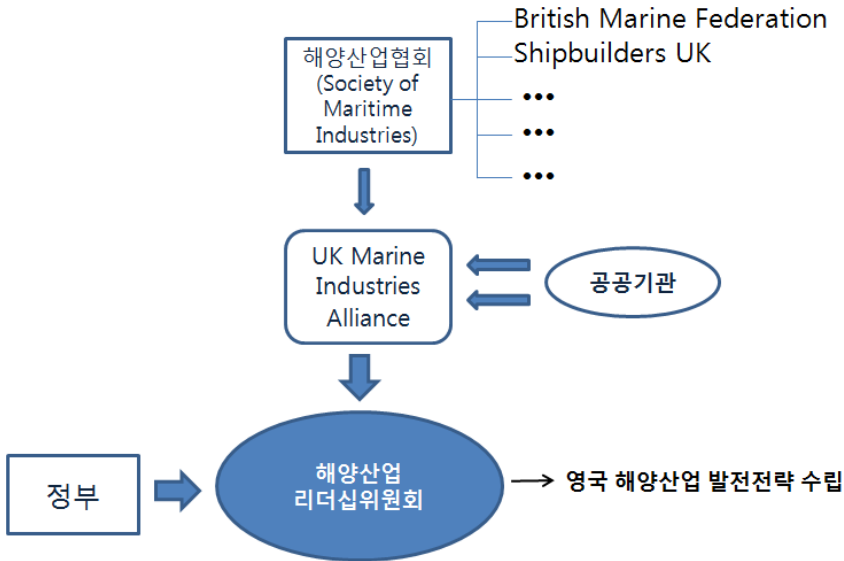 British Marine Federation
Shipbuilders UK
•••
•••
•••
해양산업협회
(Society of
Maritime
Industries)
UK Marine
Industries
Alliance
공공기관
정부
해양산업
리더십위원회
영국 해양산업 발전전략 수립